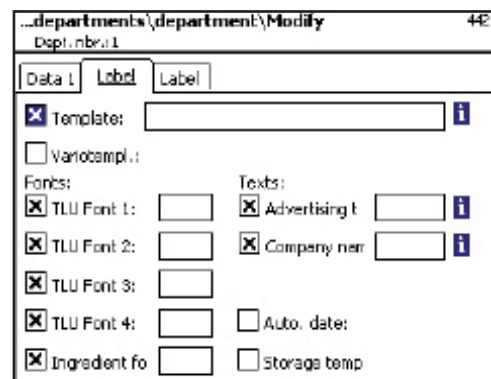 ...departments\department\Modify 442
Dept.nbr.:1
Data 1 Label Label
Template: i
Variotempl.:
Fonts: Texts:
TLU Font 1: Advertising t i
TLU Font 2: Company nam i
TLU Font 3:
TLU Font 4: Auto. date:
Ingredient fo Storage temp